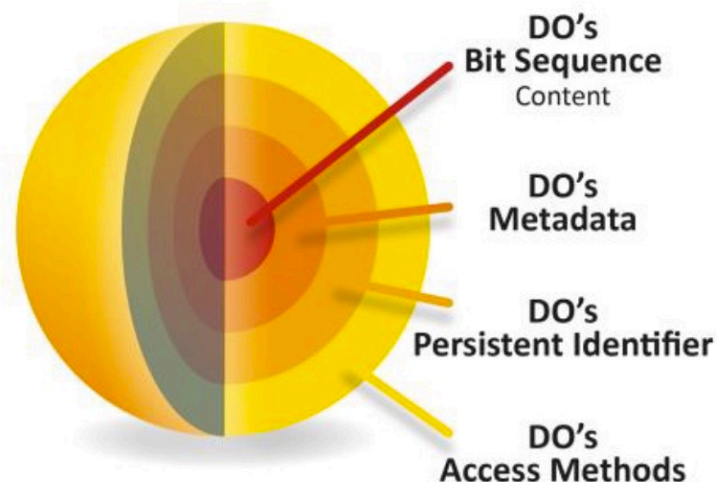 DO's
Bit Sequence
Content
DO's
Metadata
DO's
Persistent Identifier
DO's
Access Methods